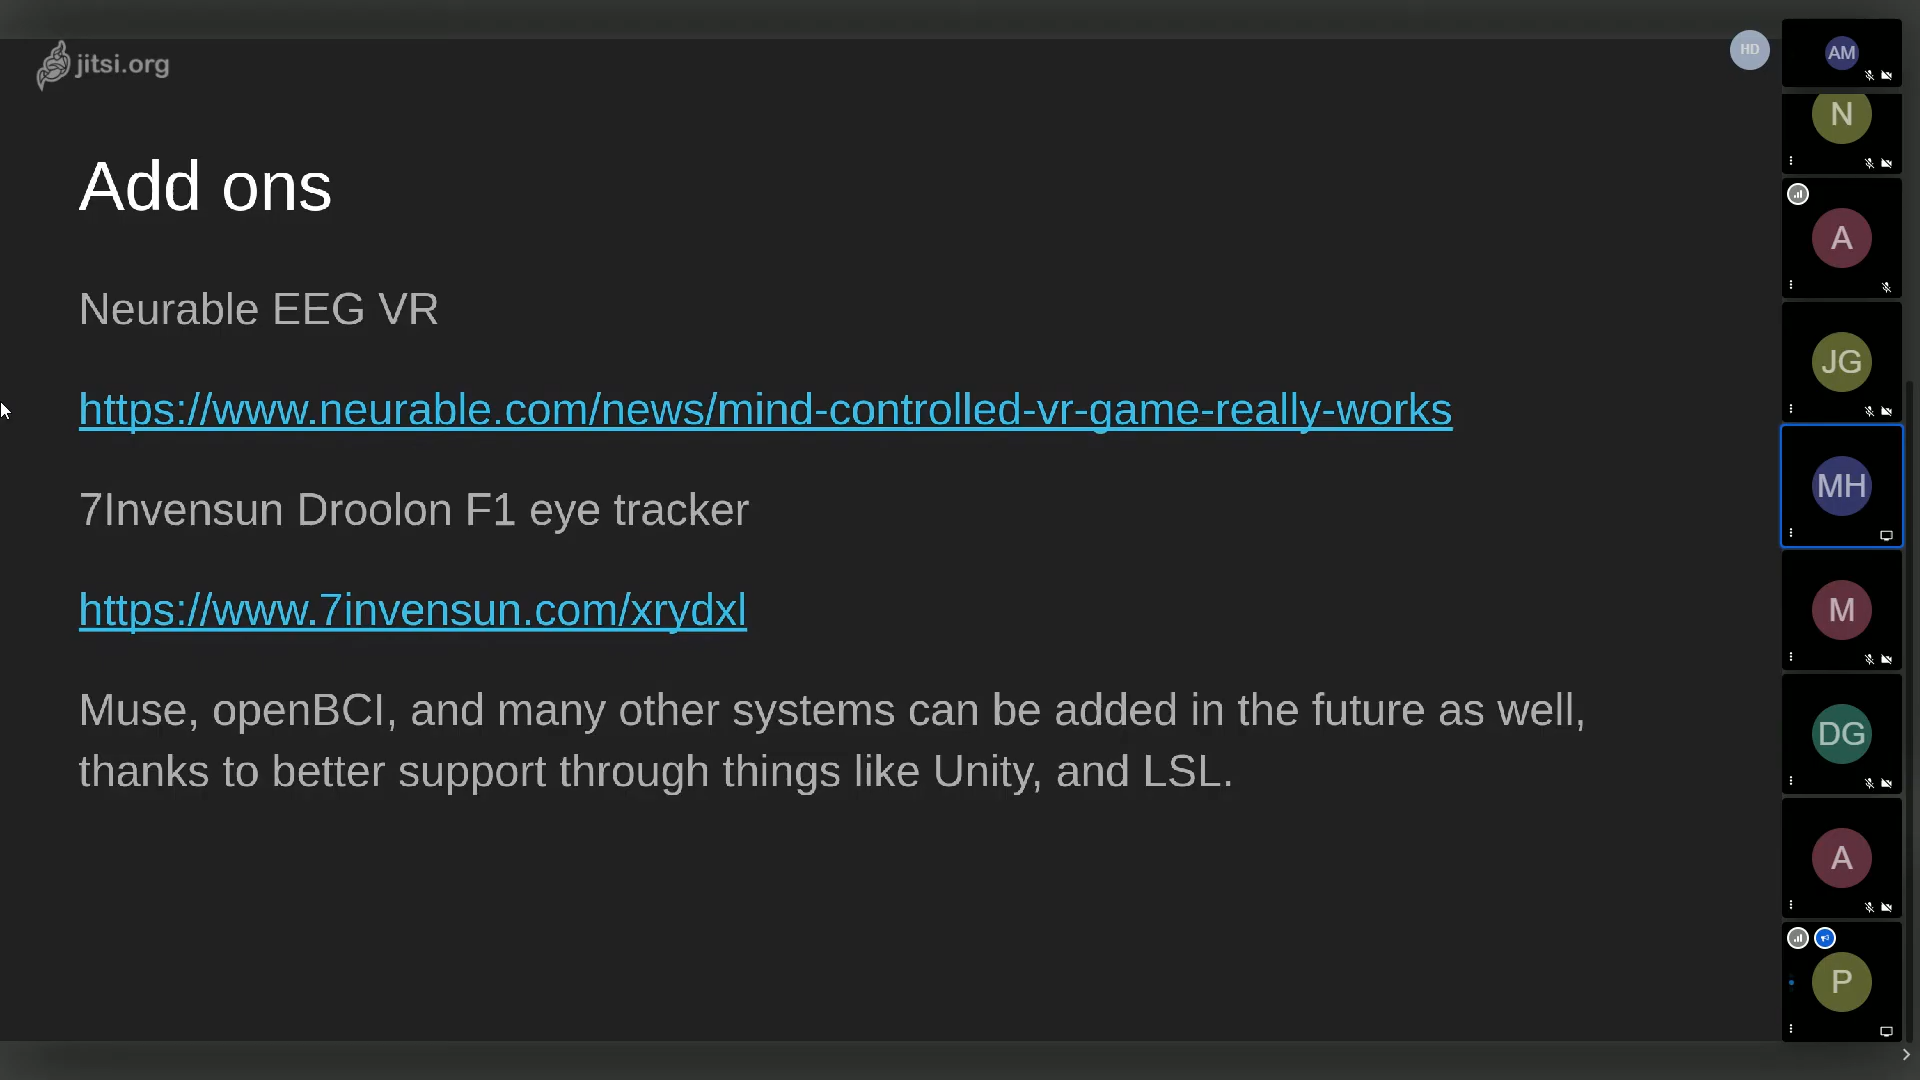 jitsi.org
HD
AM
N
Add ons
A
Neurable EEG VR
JG
https://www.neurable.com/news/mind-controlled-vr-game-really-works
MH
7Invensun Droolon F1 eye tracker
https://www.7invensun.com/xrydxl
M
Muse, openBCI, and many other systems can be added in the future as well,
thanks to better support through things like Unity, and LSL.
DG
A
P